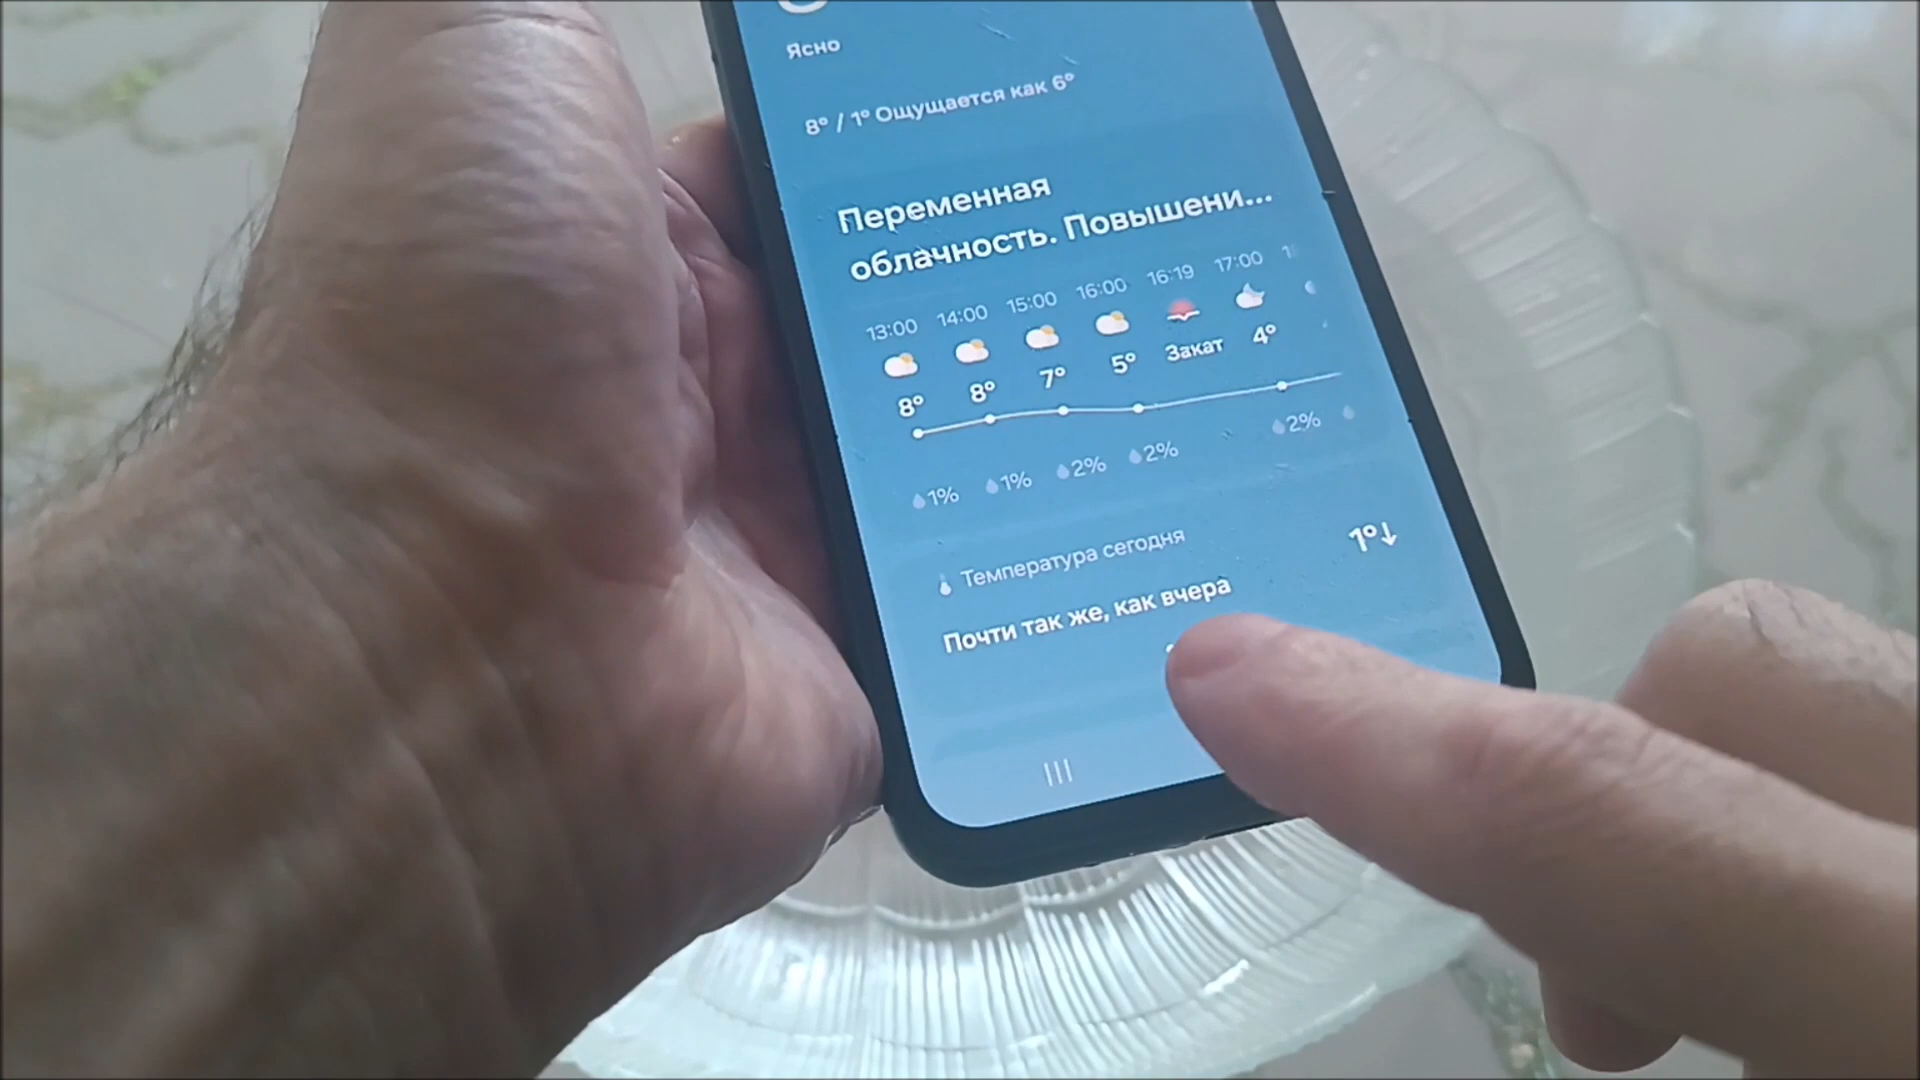 Ясно
8° / 1° Ощущается как 6°
Переменная
облачность. Повышени...
13:00 14:00 15:00 16:00 16:19 17:00
8° 8° 7° 5° Закат 4°
1% 1% 2% 2% 2%
Температура сегодня
Почти так же, как вчера
1°↓